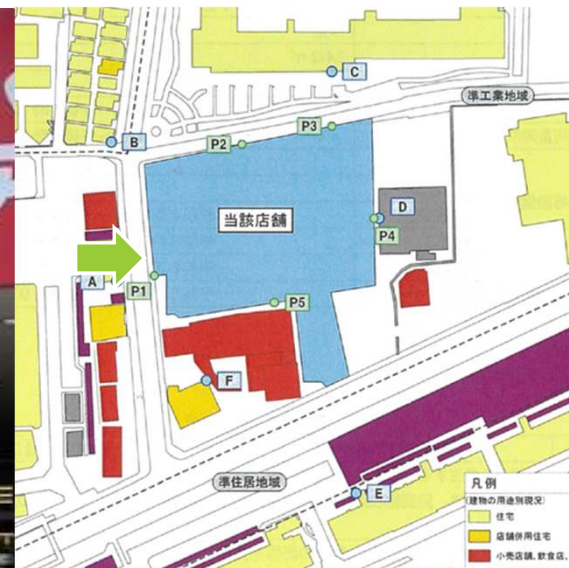 C
準工業地域
P3
B
P2
D
当該店舗
P4
A
P1
P5
F
準住居地域
凡例
(建物の用途別現況)
E
住宅
店舗併用住宅
小売店舗、飲食店、